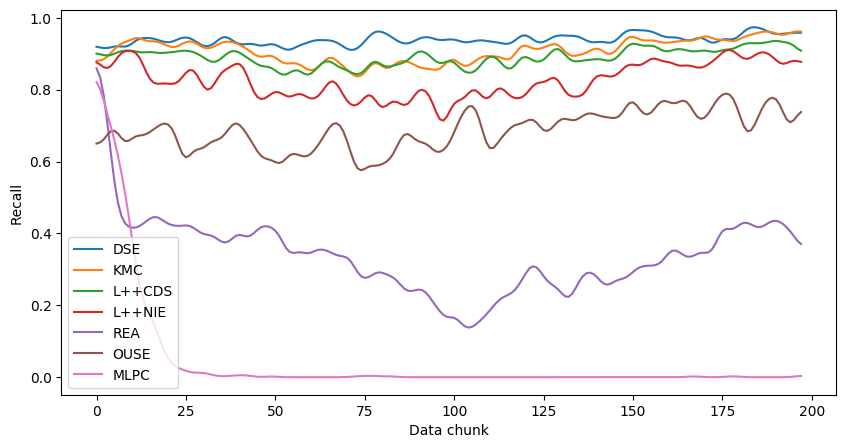 1.0
0.8
0.6
0.4
0.2
0.0
Recall
DSE
KMC
L++CDS
L++NIE
REA
OUSE
MLPC
0 25 50 75 100 125 150 175 200
Data chunk